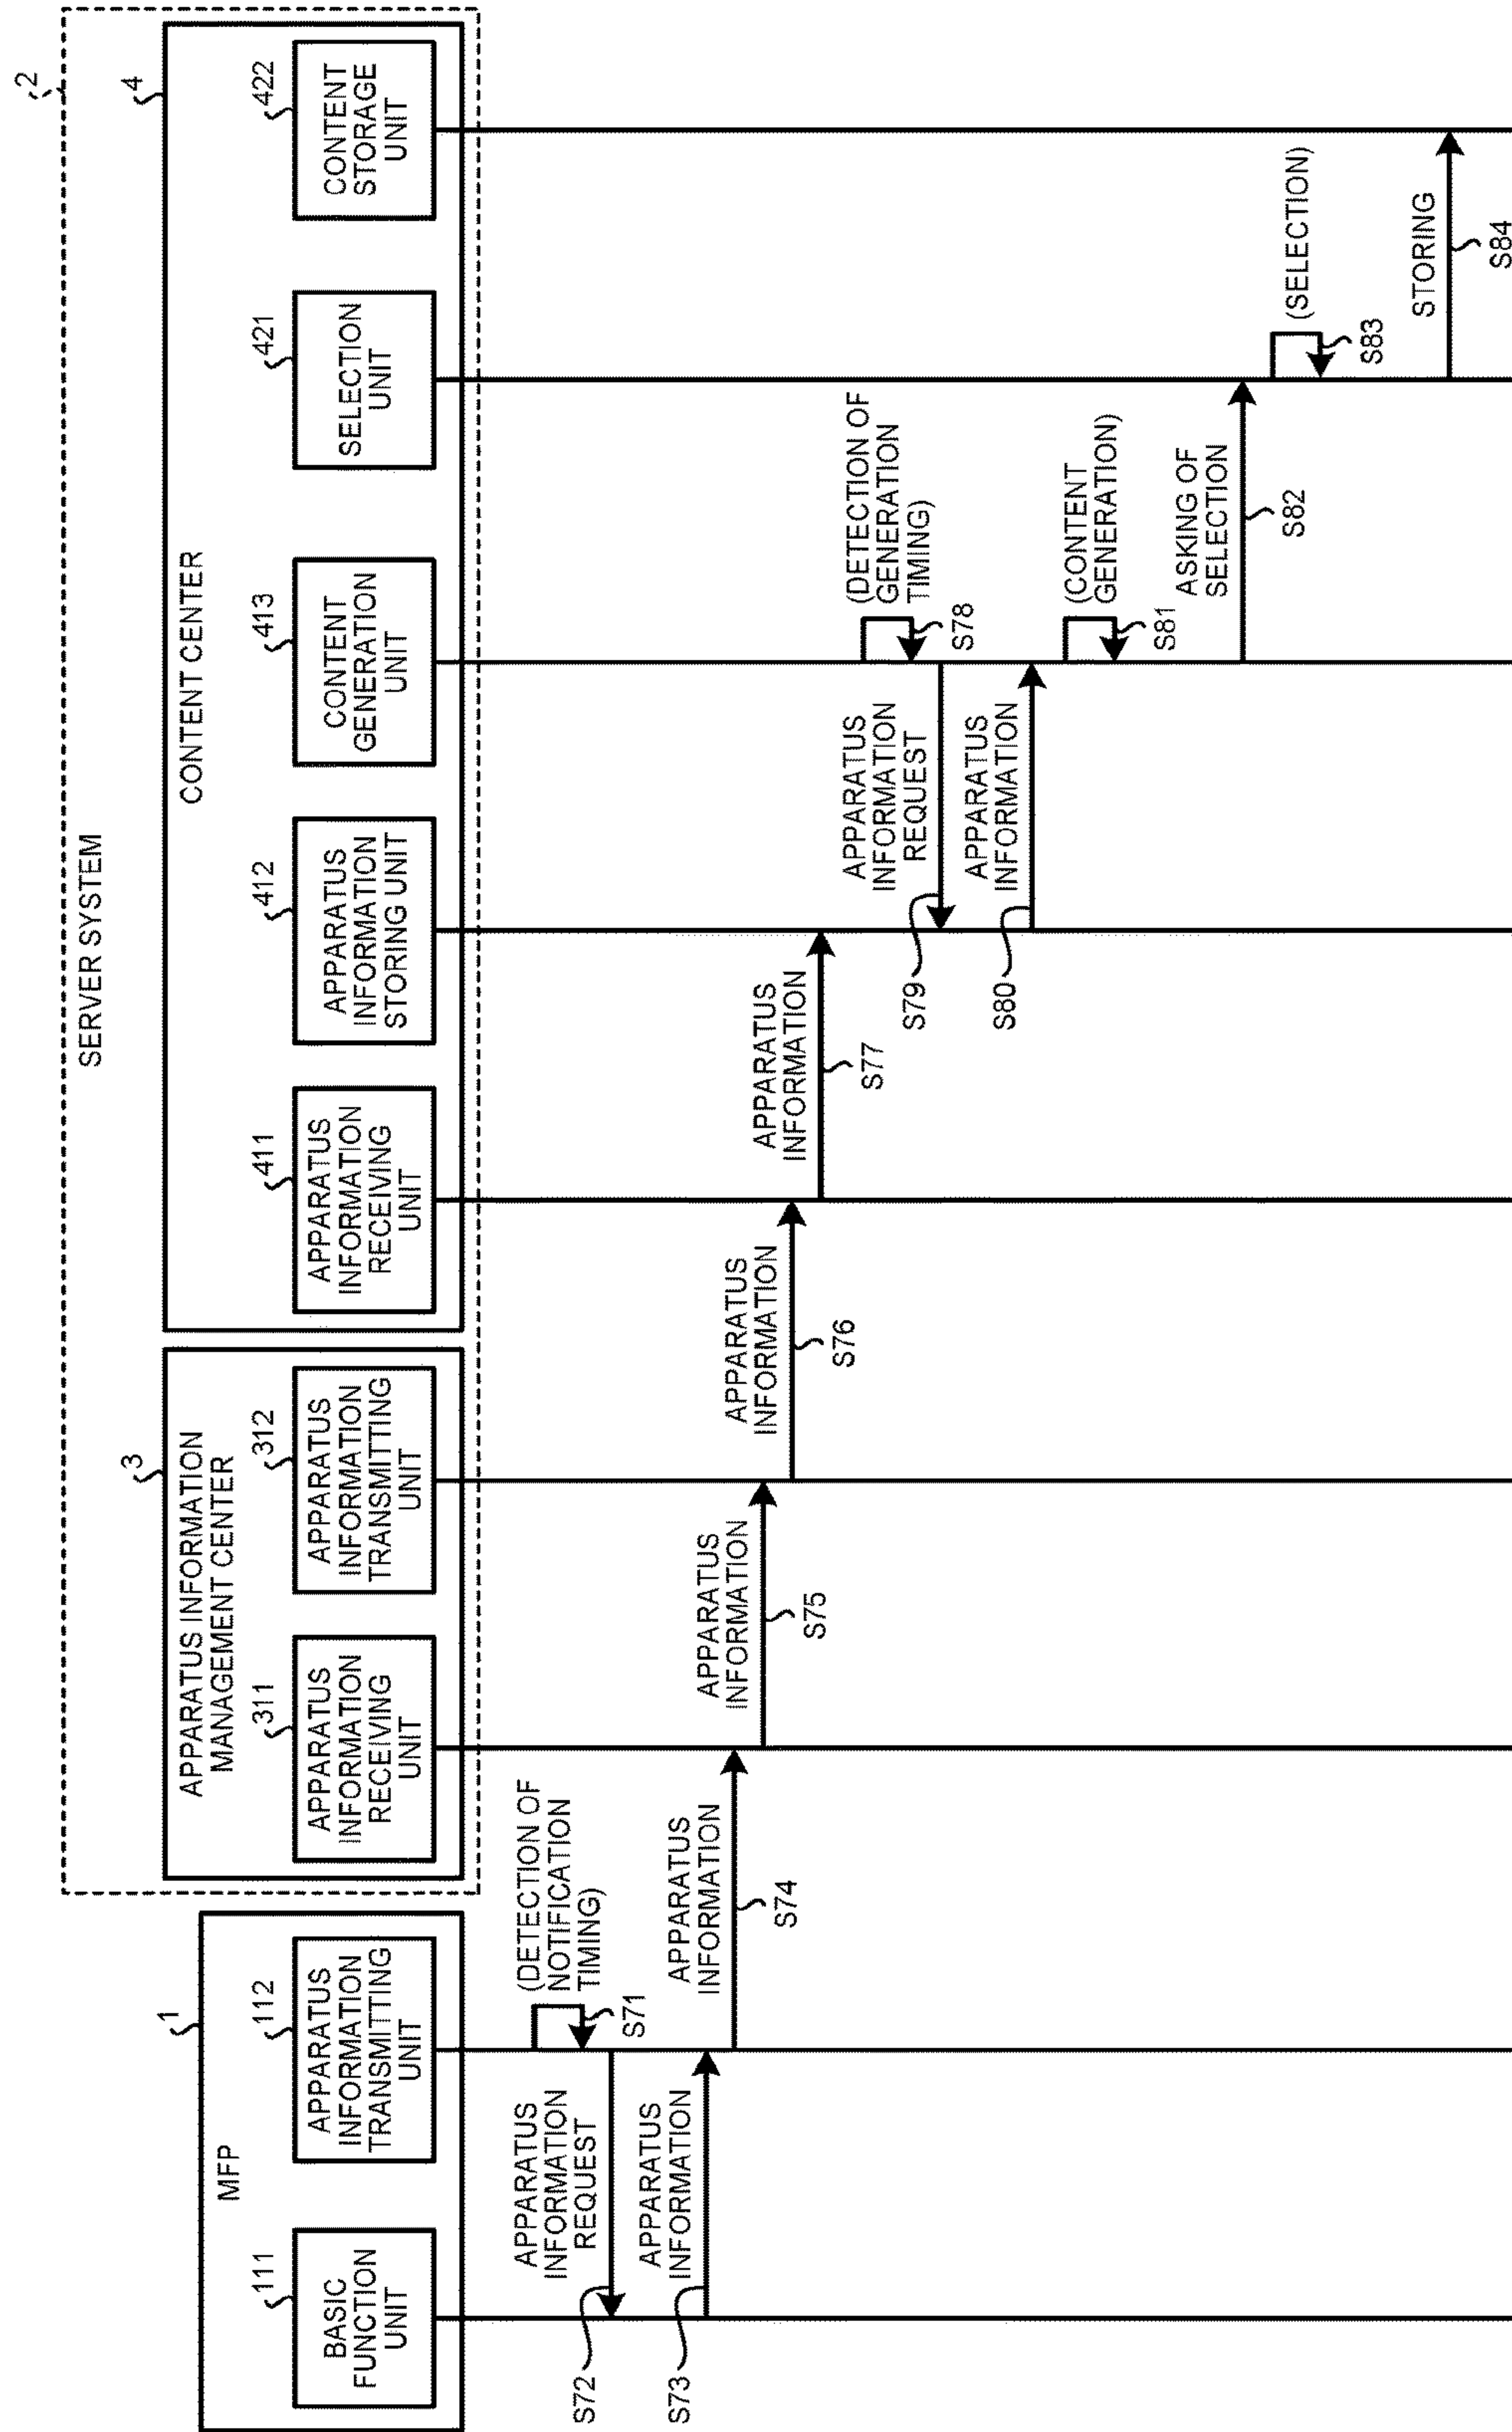 2
SERVER SYSTEM
1
MFP
3
APPARATUS INFORMATION
MANAGEMENT CENTER
4
CONTENT CENTER
111
BASIC
FUNCTION
UNIT
112
APPARATUS
INFORMATION
TRANSMITTING
UNIT
311
APPARATUS
INFORMATION
RECEIVING
UNIT
312
APPARATUS
INFORMATION
TRANSMITTING
UNIT
411
APPARATUS
INFORMATION
RECEIVING
UNIT
412
APPARATUS
INFORMATION
STORING UNIT
413
CONTENT
GENERATION
UNIT
421
SELECTION
UNIT
422
CONTENT
STORAGE
UNIT
(DETECTION OF
NOTIFICATION
TIMING)
S71
APPARATUS
INFORMATION
REQUEST
S72
APPARATUS
INFORMATION
S73
APPARATUS
INFORMATION
S74
APPARATUS
INFORMATION
S75
APPARATUS
INFORMATION
S76
APPARATUS
INFORMATION
S77
(DETECTION OF
GENERATION
TIMING)
S78
APPARATUS
INFORMATION
REQUEST
S79
APPARATUS
INFORMATION
S80
(CONTENT
GENERATION)
S81
ASKING OF
SELECTION
S82
(SELECTION)
S83
STORING
S84